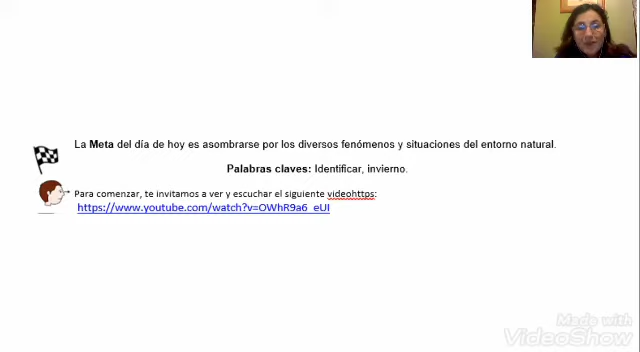 La Meta del día de hoy es asombrarse por los diversos fenómenos y situaciones del entorno natural.
Palabras claves: Identificar, invierno.
Para comenzar, te invitamos a ver y escuchar el siguiente videohttps:
https://www.youtube.com/watch?v=OWhR9a6_eUI
Made with
VideoShow